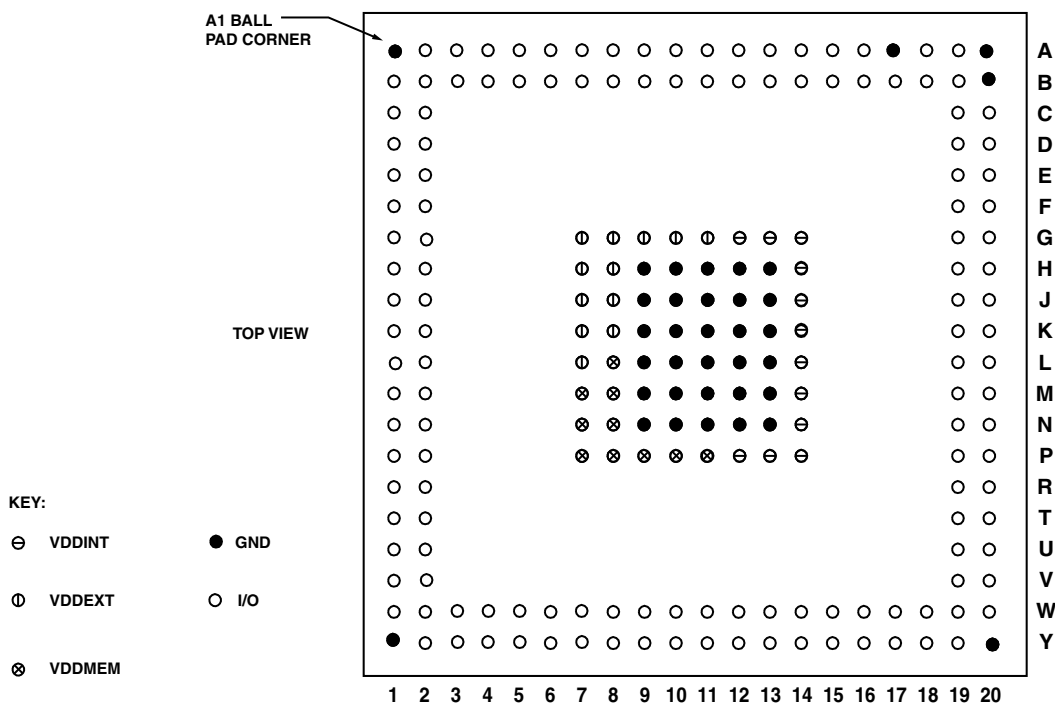 A1 BALL
PAD CORNER
A
B
C
D
E
F
G
H
J
K
L
M
N
P
R
T
U
V
W
Y
TOP VIEW
KEY:
VDDINT GND
VDDEXT I/O
VDDMEM
1 2 3 4 5 6 7 8 9 10 11 12 13 14 15 16 17 18 19 20